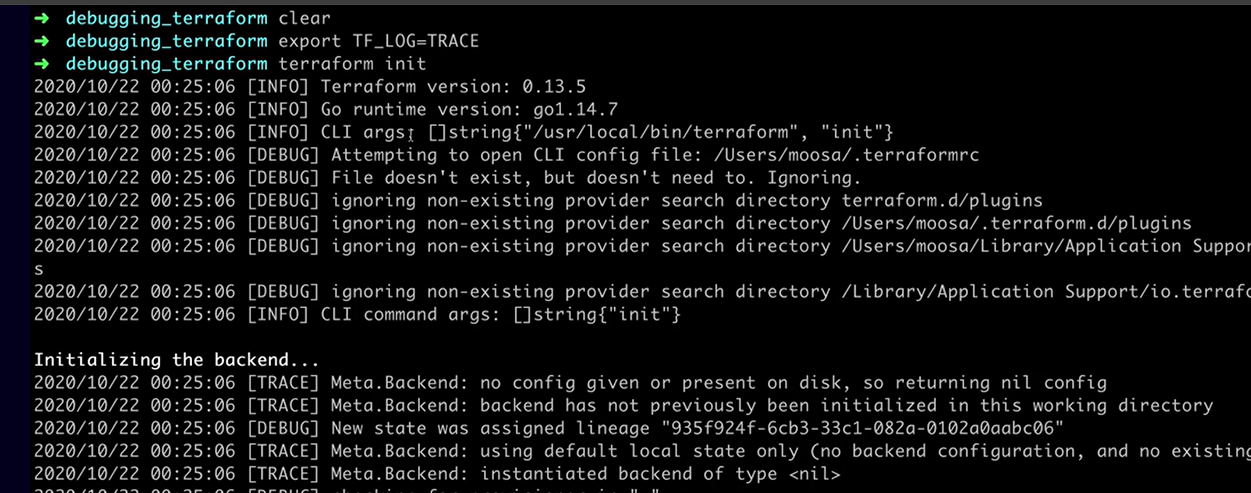 ➜ debugging_terraform clear
➜ debugging_terraform export TF_LOG=TRACE
➜ debugging_terraform terraform init
2020/10/22 00:25:06 [INFO] Terraform version: 0.13.5
2020/10/22 00:25:06 [INFO] Go runtime version: go1.14.7
2020/10/22 00:25:06 [INFO] CLI args: []string{"/usr/local/bin/terraform", "init"}
2020/10/22 00:25:06 [DEBUG] Attempting to open CLI config file: /Users/moosa/.terraformrc
2020/10/22 00:25:06 [DEBUG] File doesn't exist, but doesn't need to. Ignoring.
2020/10/22 00:25:06 [DEBUG] ignoring non-existing provider search directory terraform.d/plugins
2020/10/22 00:25:06 [DEBUG] ignoring non-existing provider search directory /Users/moosa/.terraform.d/plugins
2020/10/22 00:25:06 [DEBUG] ignoring non-existing provider search directory /Users/moosa/Library/Application Suppor
s
2020/10/22 00:25:06 [DEBUG] ignoring non-existing provider search directory /Library/Application Support/io.terrafo
2020/10/22 00:25:06 [INFO] CLI command args: []string{"init"}
Initializing the backend...
2020/10/22 00:25:06 [TRACE] Meta.Backend: no config given or present on disk, so returning nil config
2020/10/22 00:25:06 [TRACE] Meta.Backend: backend has not previously been initialized in this working directory
2020/10/22 00:25:06 [DEBUG] New state was assigned lineage "935f924f-6cb3-33c1-082a-0102a0aabc06"
2020/10/22 00:25:06 [TRACE] Meta.Backend: using default local state only (no backend configuration, and no existing
2020/10/22 00:25:06 [TRACE] Meta.Backend: instantiated backend of type <nil>